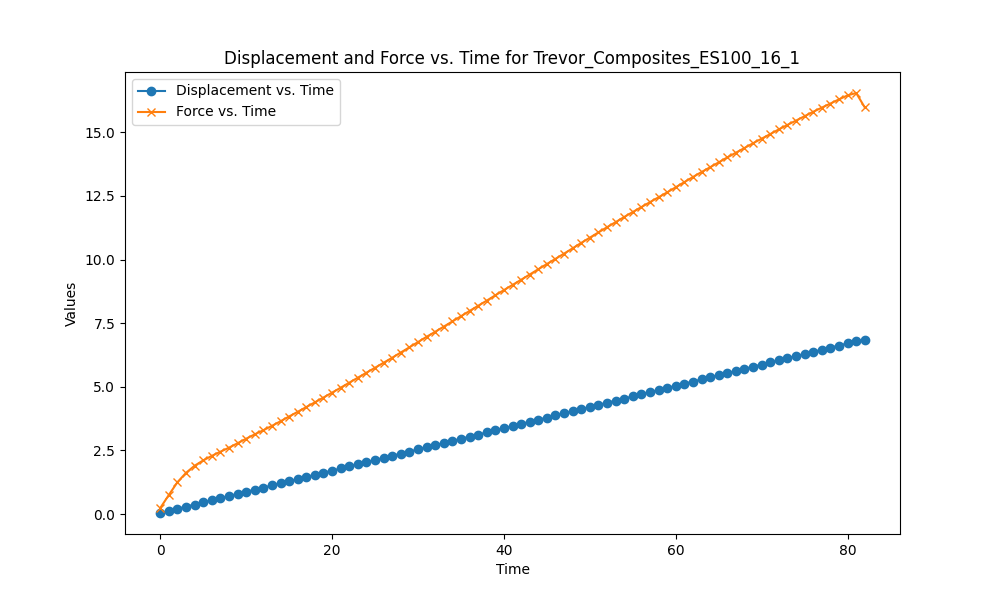 Displacement and Force vs. Time for Trevor_Composites_ES100_16_1
Displacement vs. Time
Force vs. Time
15.0
12.5
10.0
7.5
5.0
2.5
0.0
Values
0 20 40 60 80
Time